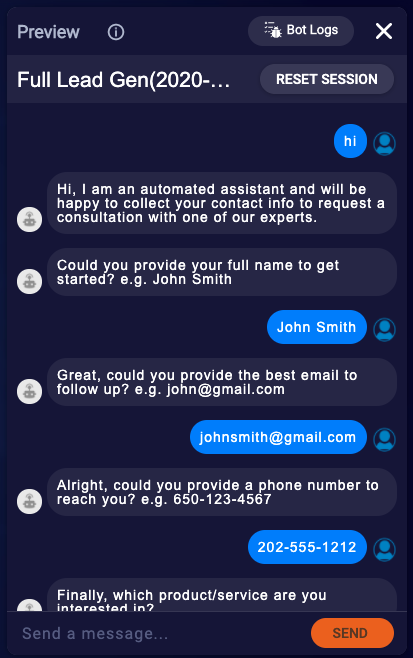 Preview
Bot Logs
Full Lead Gen(2020-...
RESET SESSION
hi
Hi, I am an automated assistant and will be
happy to collect your contact info to request a
consultation with one of our experts.
Could you provide your full name to get
started? e.g. John Smith
John Smith
Great, could you provide the best email to
follow up? e.g. john@gmail.com
johnsmith@gmail.com
Alright, could you provide a phone number to
reach you? e.g. 650-123-4567
202-555-1212
Finally, which product/service are you
interested in?
Send a message...
SEND